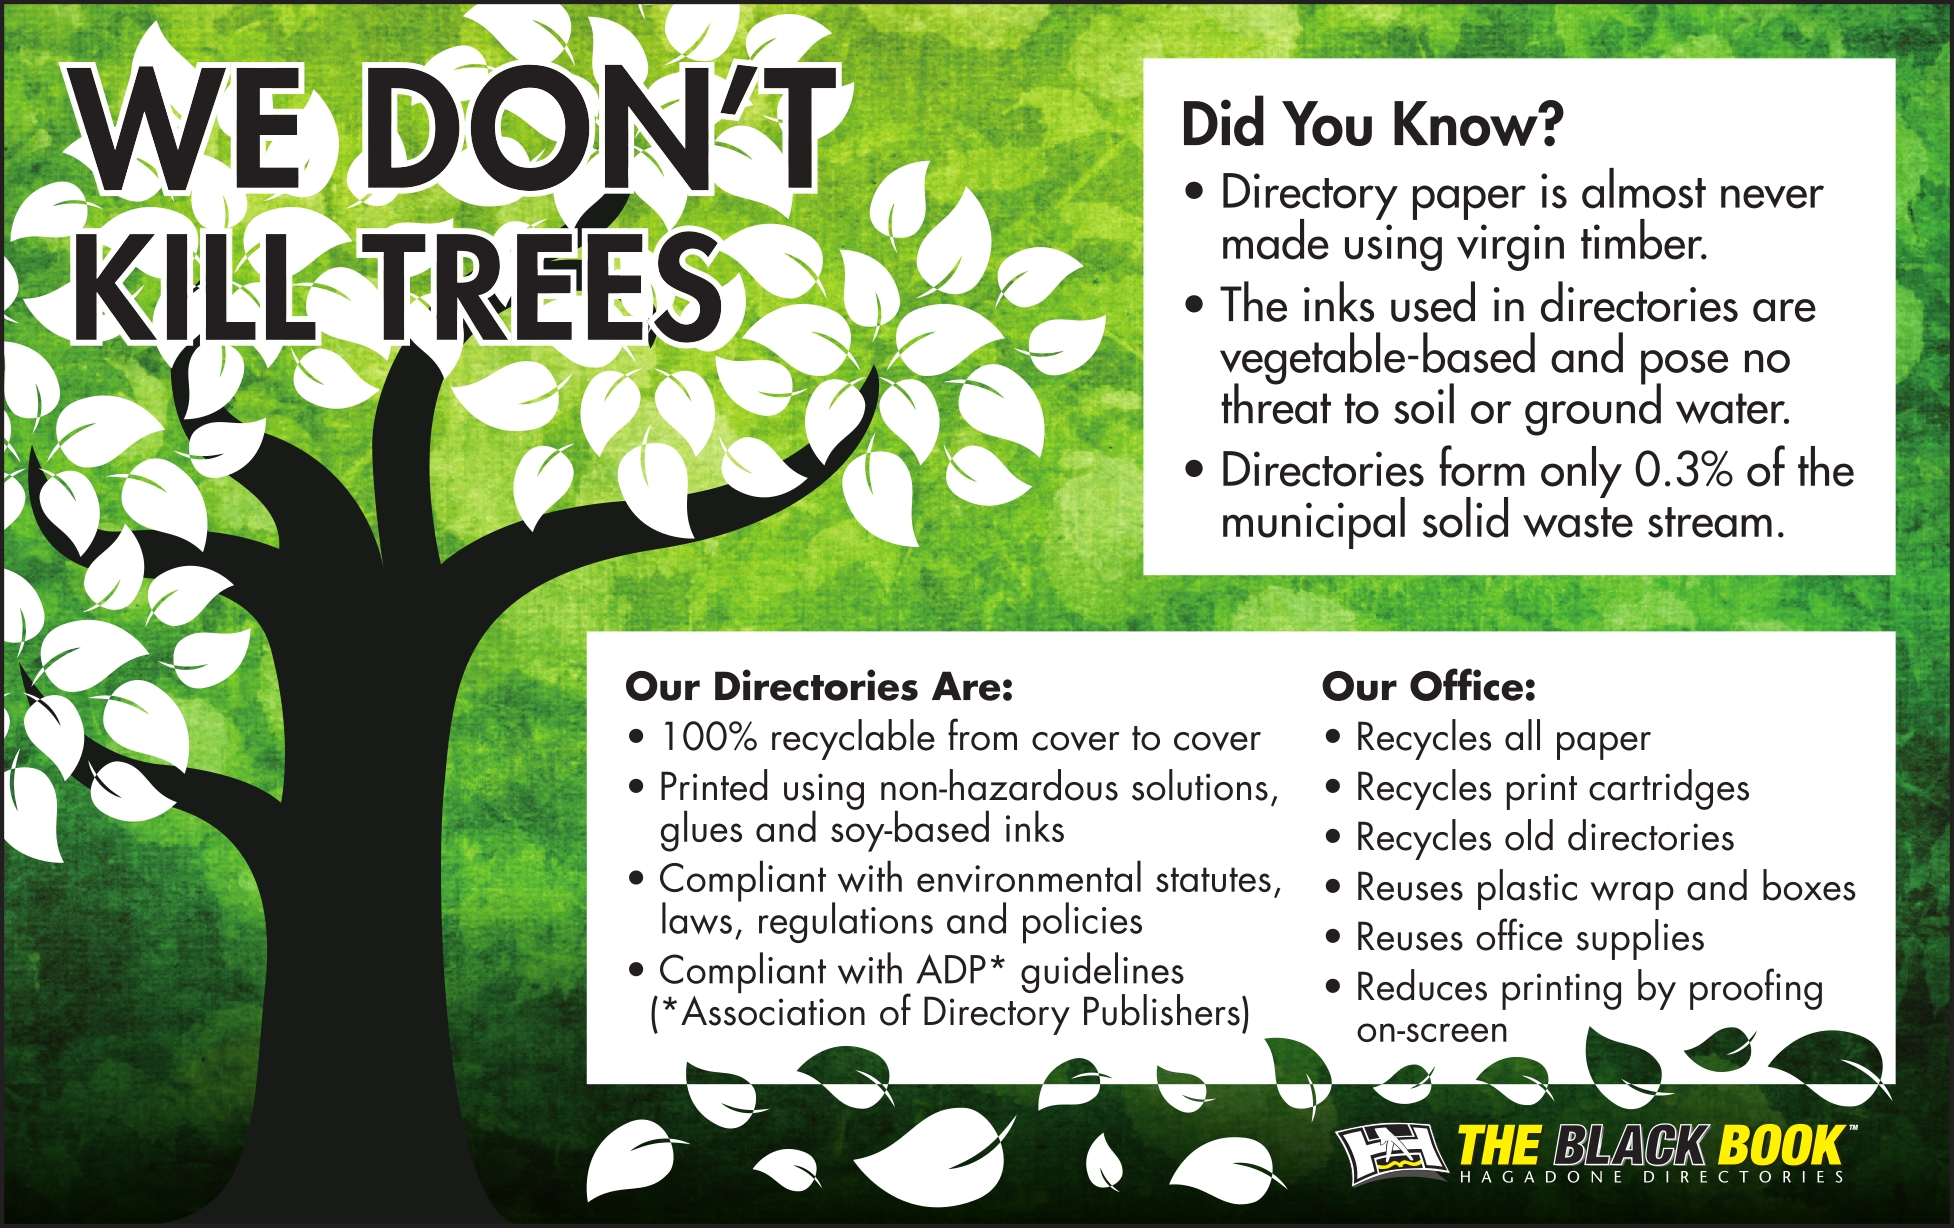 WE DON'T
KILL TREES
Did You Know?
• Directory paper is almost never
made using virgin timber.
• The inks used in directories are
vegetable-based and pose no
threat to soil or ground water.
• Directories form only 0.3% of the
municipal solid waste stream.
Our Directories Are:
• 100% recyclable from cover to cover
• Printed using non-hazardous solutions,
glues and soy-based inks
• Compliant with environmental statutes,
laws, regulations and policies
• Compliant with ADP* guidelines
(*Association of Directory Publishers)
Our Office:
• Recycles all paper
• Recycles print cartridges
• Recycles old directories
• Reuses plastic wrap and boxes
• Reuses office supplies
• Reduces printing by proofing
on-screen
THE BLACK BOOK™
HAGADONE DIRECTORIES